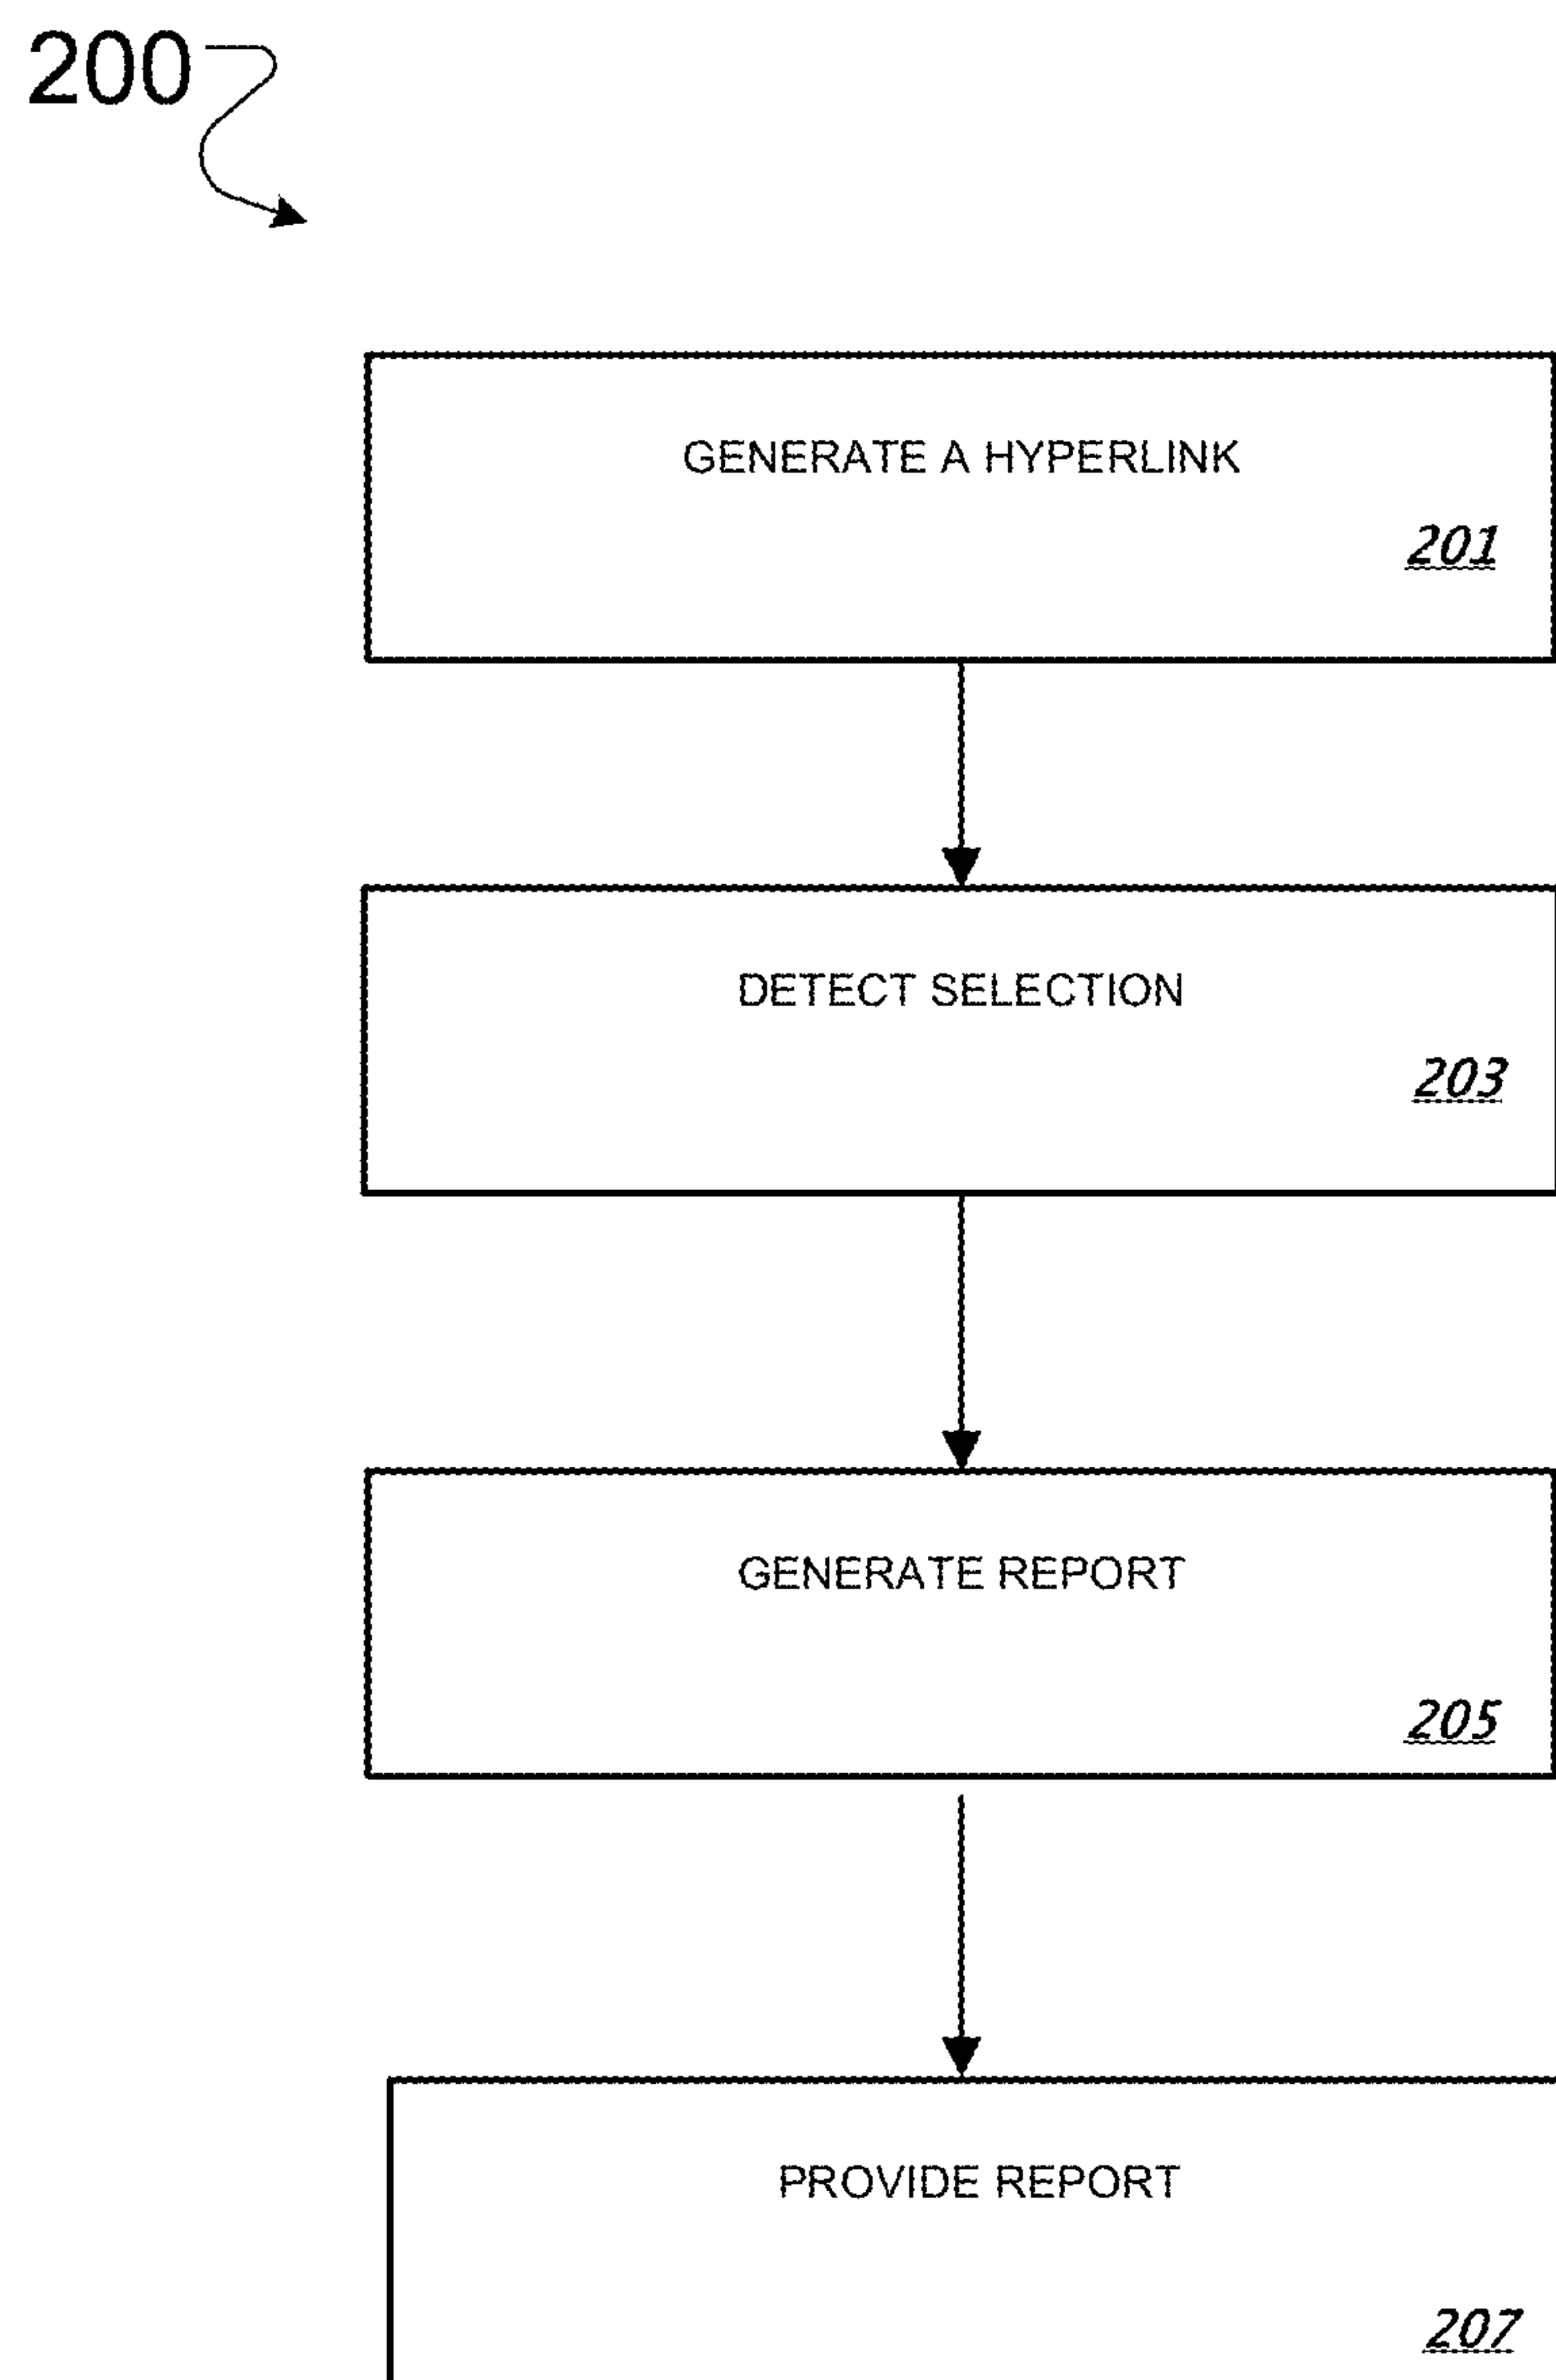 200
GENERATE A HYPERLINK
201
DETECT SELECTION
203
GENERATE REPORT
205
PROVIDE REPORT
207